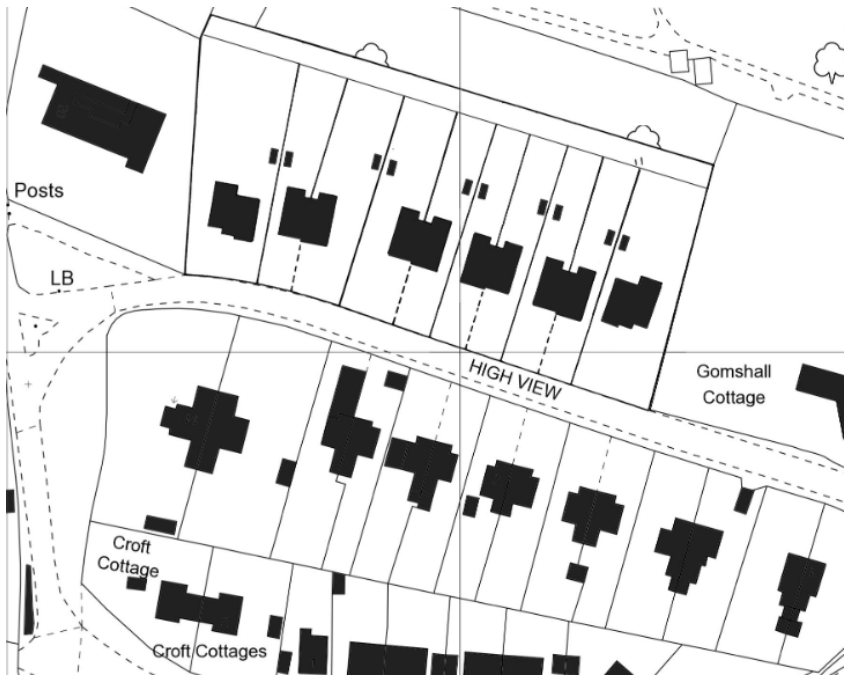 Posts
LB
HIGH VIEW
Gomshall
Cottage
Croft
Cottage
Croft Cottages